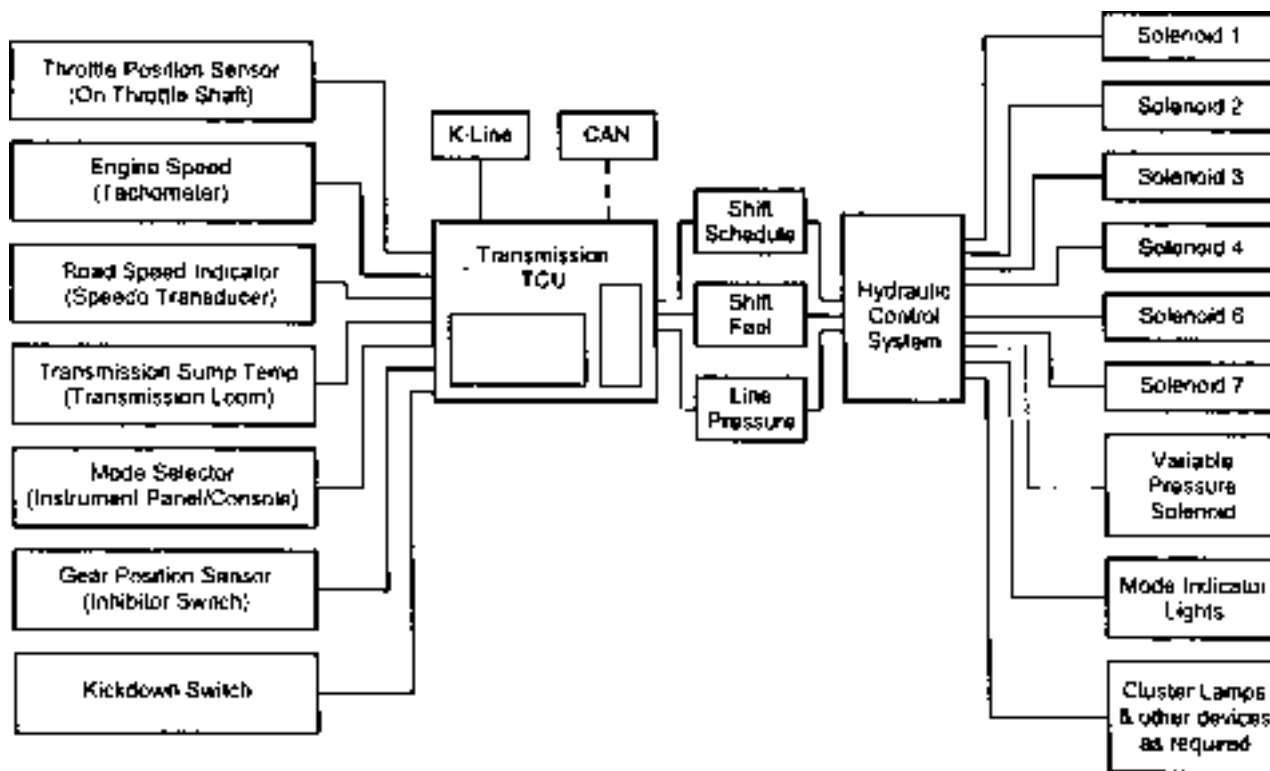 Throttle Position Sensor
(On Throttle Shaft)
Engine Speed
(Tachometer)
Road Speed Indicator
(Speedo Transducer)
Transmission Sump Temp
(Transmission Loom)
Mode Selector
(Instrument Panel/Console)
Gear Position Sensor
(Inhibitor Switch)
Kickdown Switch
K-Line
CAN
Transmission
TCU
Shift
Schedule
Shift
Feel
Line
Pressure
Hydraulic
Control
System
Solenoid 1
Solenoid 2
Solenoid 3
Solenoid 4
Solenoid 6
Solenoid 7
Variable
Pressure
Solenoid
Mode Indicator
Lights
Cluster Lamps
& other devices
as required